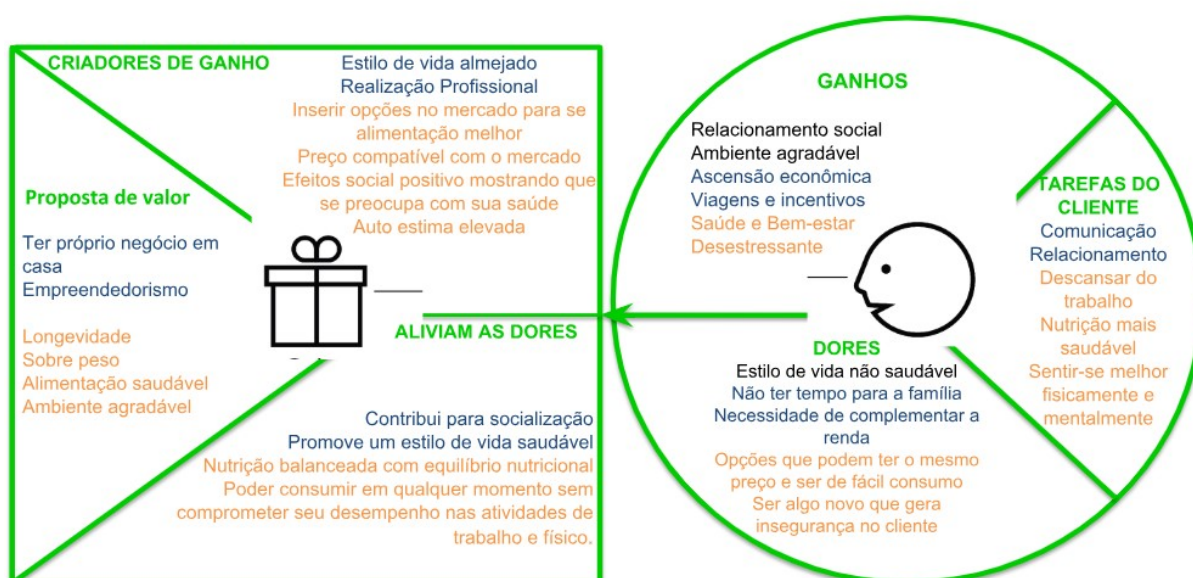 CRIADORES DE GANHO
Estilo de vida almejado
Realização Profissional
Inserir opções no mercado para se
alimentação melhor
Preço compatível com o mercado
Efeitos social positivo mostrando que
se preocupa com sua saúde
Auto estima elevada
Proposta de valor
Ter próprio negócio em
casa
Empreendedorismo
Longevidade
Sobre peso
Alimentação saudável
Ambiente agradável
ALIVIAM AS DORES
Contribui para socialização
Promove um estilo de vida saudável
Nutrição balanceada com equilíbrio nutricional
Poder consumir em qualquer momento sem
comprometer seu desempenho nas atividades de
trabalho e físico.
GANHOS
Relacionamento social
Ambiente agradável
Ascensão econômica
Viagens e incentivos
Saúde e Bem-estar
Desestressante
TAREFAS DO
CLIENTE
Comunicação
Relacionamento
Descansar do
trabalho
Nutrição mais
saudável
Sentir-se melhor
fisicamente e
mentalmente
DORES
Estilo de vida não saudável
Não ter tempo para a família
Necessidade de complementar a
renda
Opções que podem ter o mesmo
preço e ser de fácil consumo
Ser algo novo que gera
insegurança no cliente